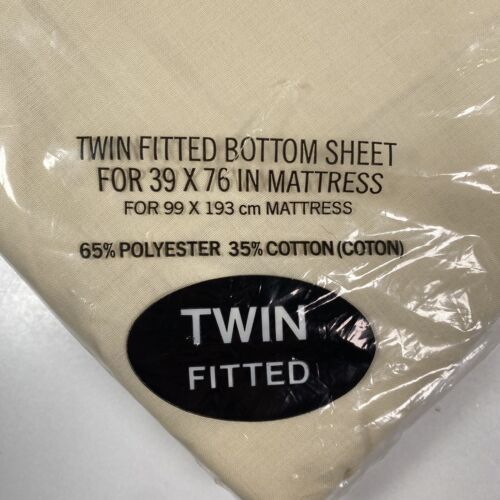 TWIN FITTED BOTTOM SHEET
FOR 39 X 76 IN MATTRESS
FOR 99 X 193 cm MATTRESS
65% POLYESTER 35% COTTON (COTON)
TWIN
FITTED